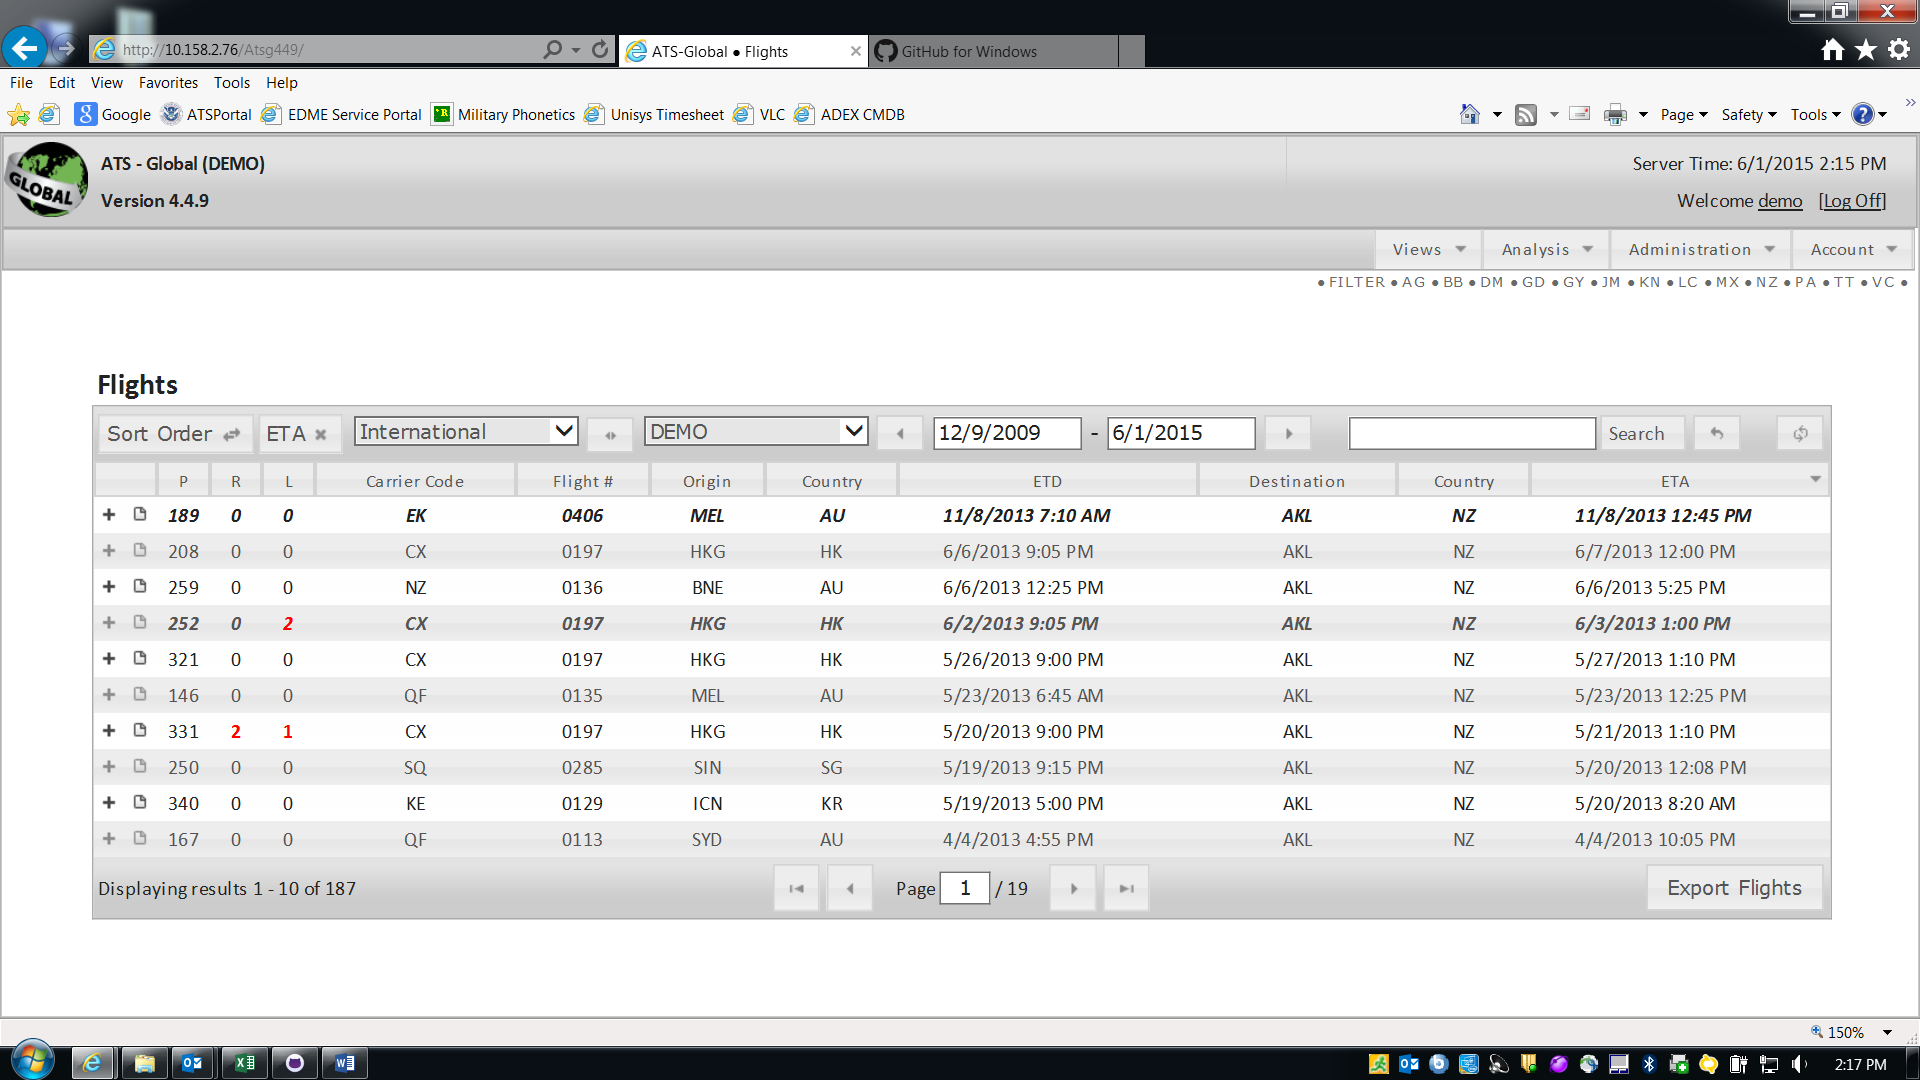 http://10.158.2.76/Atsg449/
ATS-Global ● Flights
GitHub for Windows
File Edit View Favorites Tools Help
Google ATSPortal EDME Service Portal Military Phonetics Unisys Timesheet VLC ADEX CMDB Page Safety Tools
GLOBAL
ATS - Global (DEMO)
Version 4.4.9
Server Time: 6/1/2015 2:15 PM
Welcome demo [Log Off]
Views Analysis Administration Account
● FILTER ● AG ● BB ● DM ● GD ● GY ● JM ● KN ● LC ● MX ● NZ ● PA ● TT ● VC ●
Flights
Sort Order ETA International DEMO 12/9/2009 - 6/1/2015 Search
P R L Carrier Code Flight # Origin Country ETD Destination Country ETA
189 0 0 EK 0406 MEL AU 11/8/2013 7:10 AM AKL NZ 11/8/2013 12:45 PM
208 0 0 CX 0197 HKG HK 6/6/2013 9:05 PM AKL NZ 6/7/2013 12:00 PM
259 0 0 NZ 0136 BNE AU 6/6/2013 12:25 PM AKL NZ 6/6/2013 5:25 PM
252 0 2 CX 0197 HKG HK 6/2/2013 9:05 PM AKL NZ 6/3/2013 1:00 PM
321 0 0 CX 0197 HKG HK 5/26/2013 9:00 PM AKL NZ 5/27/2013 1:10 PM
146 0 0 QF 0135 MEL AU 5/23/2013 6:45 AM AKL NZ 5/23/2013 12:25 PM
331 2 1 CX 0197 HKG HK 5/20/2013 9:00 PM AKL NZ 5/21/2013 1:10 PM
250 0 0 SQ 0285 SIN SG 5/19/2013 9:15 PM AKL NZ 5/20/2013 12:08 PM
340 0 0 KE 0129 ICN KR 5/19/2013 5:00 PM AKL NZ 5/20/2013 8:20 AM
167 0 0 QF 0113 SYD AU 4/4/2013 4:55 PM AKL NZ 4/4/2013 10:05 PM
Displaying results 1 - 10 of 187 Page 1 / 19 Export Flights
150%
2:17 PM